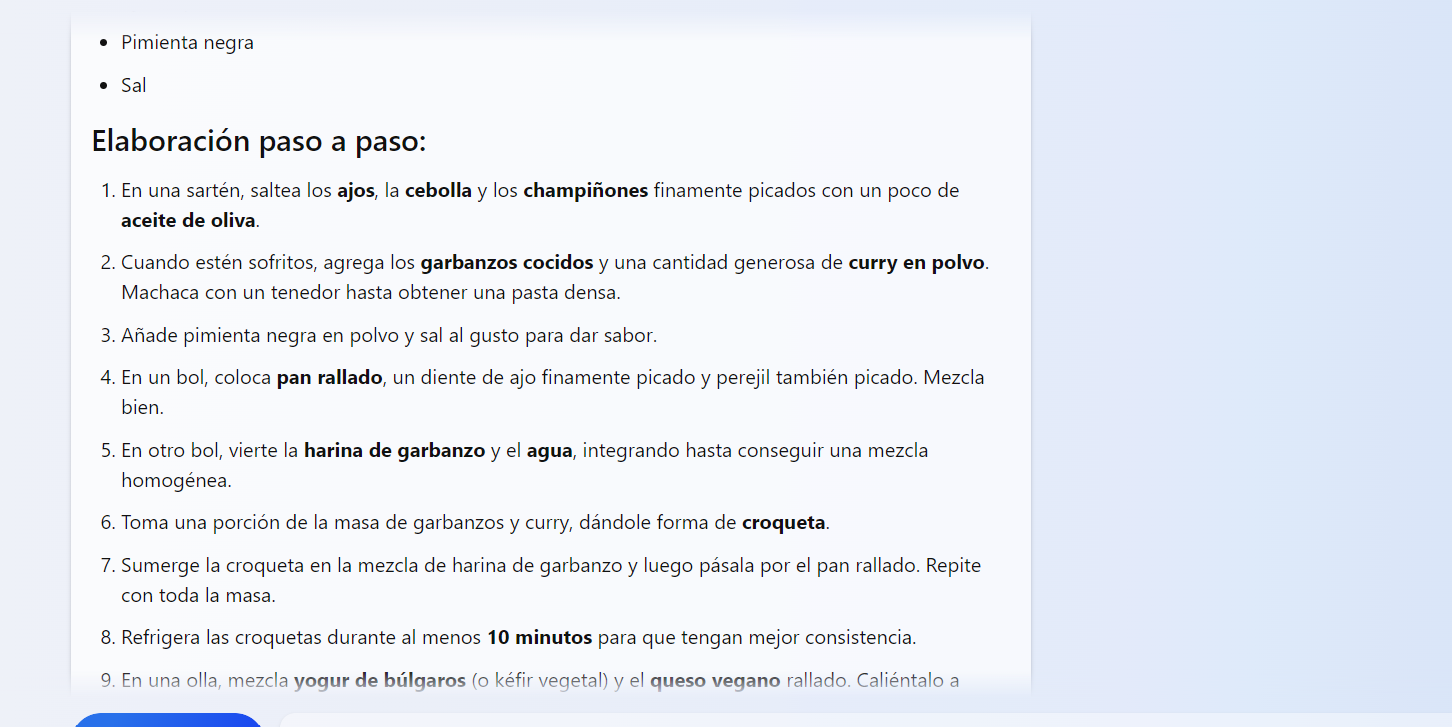 • Pimienta negra
• Sal
Elaboración paso a paso:
1. En una sartén, saltea los ajos, la cebolla y los champiñones finamente picados con un poco de
aceite de oliva.
2. Cuando estén sofritos, agrega los garbanzos cocidos y una cantidad generosa de curry en polvo.
Machaca con un tenedor hasta obtener una pasta densa.
3. Añade pimienta negra en polvo y sal al gusto para dar sabor.
4. En un bol, coloca pan rallado, un diente de ajo finamente picado y perejil también picado. Mezcla
bien.
5. En otro bol, vierte la harina de garbanzo y el agua, integrando hasta conseguir una mezcla
homogénea.
6. Toma una porción de la masa de garbanzos y curry, dándole forma de croqueta.
7. Sumerge la croqueta en la mezcla de harina de garbanzo y luego pásala por el pan rallado. Repite
con toda la masa.
8. Refrigera las croquetas durante al menos 10 minutos para que tengan mejor consistencia.
9. En una olla, mezcla yogur de búlgaros (o kéfir vegetal) y el queso vegano rallado. Caliéntalo a